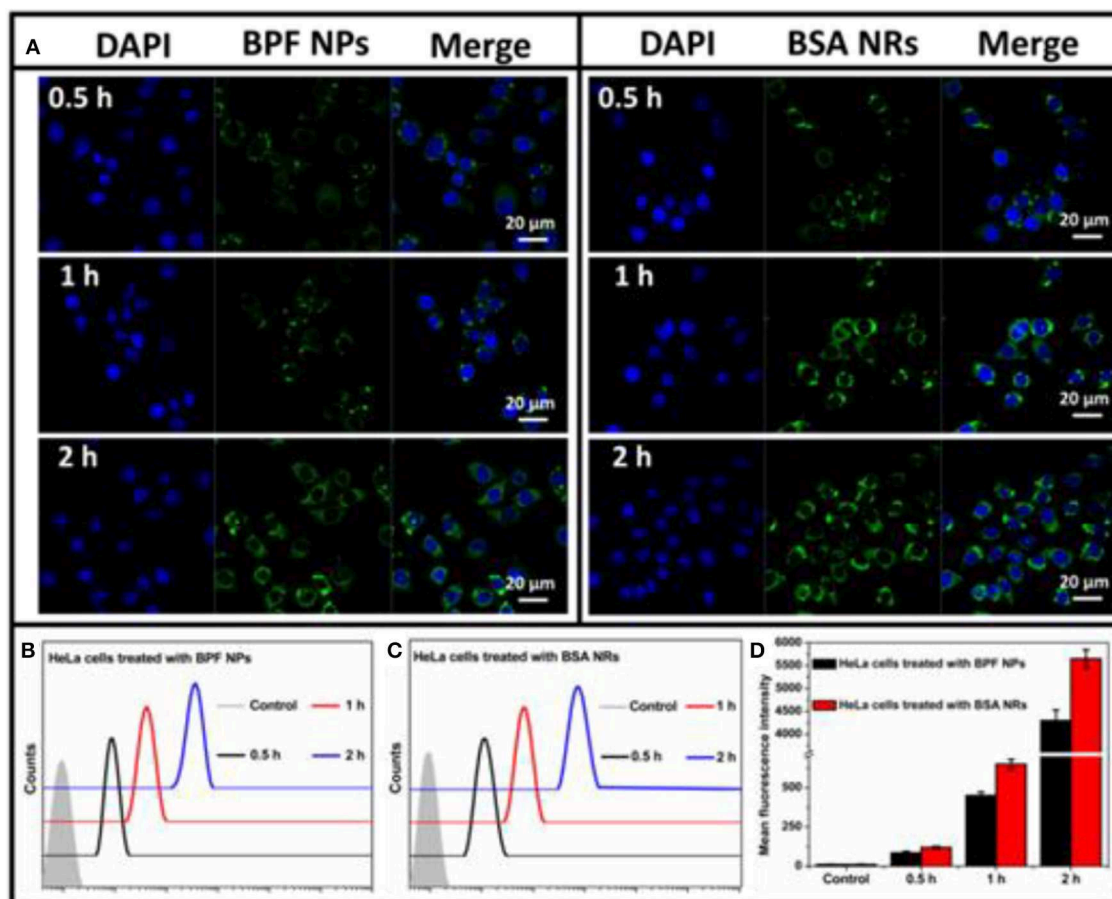 A DAPI BPF NPs Merge DAPI BSA NRs Merge
0.5 h
20 μm
0.5 h
20 μm
1 h
20 μm
1 h
20 μm
2 h
20 μm
2 h
20 μm
B
HeLa cells treated with BPF NPs
Control 1 h
0.5 h 2 h
Counts
C
HeLa cells treated with BSA NRs
Control 1 h
0.5 h 2 h
Counts
D
HeLa cells treated with BPF NPs
HeLa cells treated with BSA NRs
Mean fluorescence intensity
6000
5500
5000
4500
4000
500
250
0
Control 0.5 h 1 h 2 h